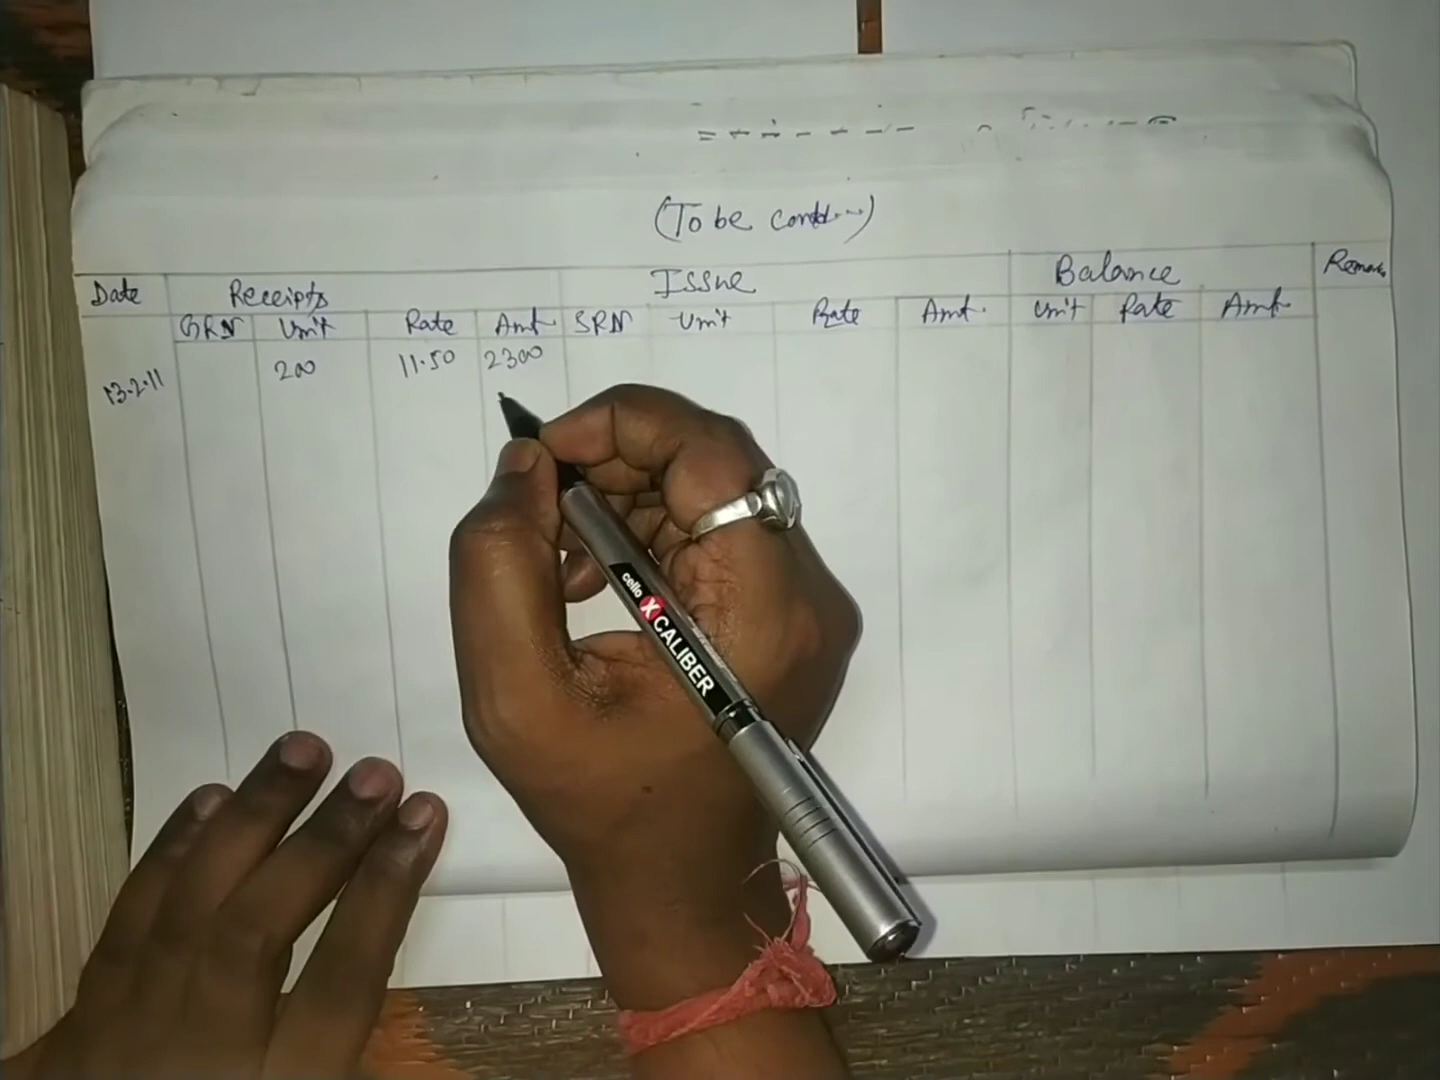 (To be contd...)
Date Receipts Issue Balance Remarks
GRN Unit Rate Amt SRN Unit Rate Amt. Unit Rate Amt.
13.2.11 200 11.50 2300
cello XCALIBER